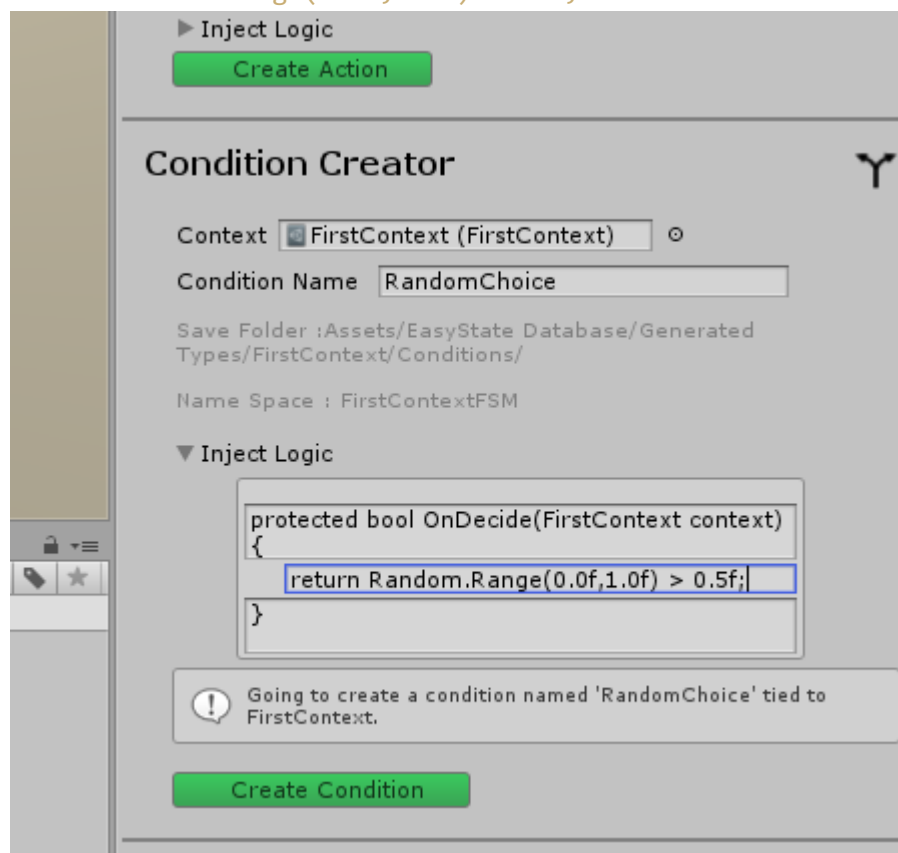 Inject Logic
Create Action
Condition Creator
Context FirstContext (FirstContext)
Condition Name RandomChoice
Save Folder :Assets/EasyState Database/Generated
Types/FirstContext/Conditions/
Name Space : FirstContextFSM
Inject Logic
protected bool OnDecide(FirstContext context)
{
return Random.Range(0.0f,1.0f) > 0.5f;
}
Going to create a condition named 'RandomChoice' tied to
FirstContext.
Create Condition